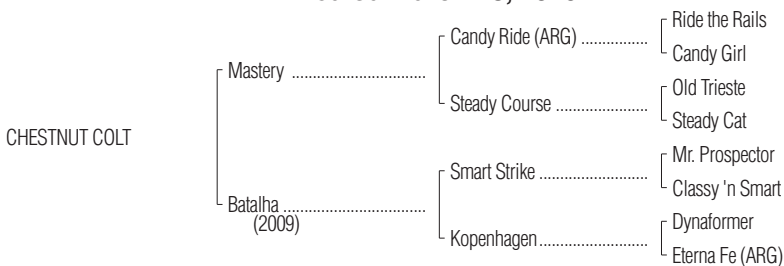 Ride the Rails
Candy Ride (ARG) ..................
Candy Girl
Mastery ..............................
Old Trieste
Steady Course .....................
Steady Cat
CHESTNUT COLT
Mr. Prospector
Smart Strike .........................
Classy 'n Smart
Batalha ................................
(2009)
Dynaformer
Kopenhagen.........................
Eterna Fe (ARG)